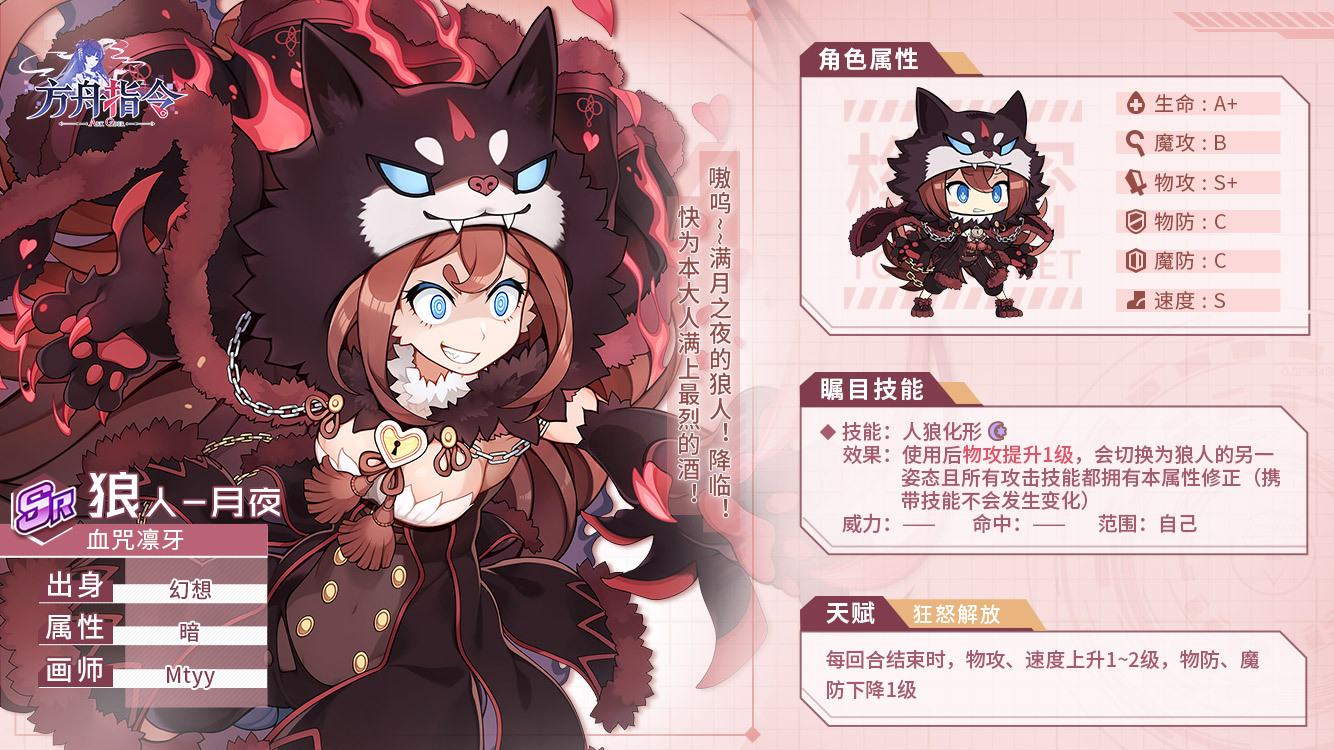 方舟指令
ARK ORDER
嗷呜~~满月之夜的狼人！降临！
快为本大人满上最烈的酒！
SR
狼人—月夜
血咒凛牙
出身 幻想
属性 暗
画师 Mtyy
角色属性
生命：A+
魔攻：B
物攻：S+
物防：C
魔防：C
速度：S
瞩目技能
技能：人狼化形
效果：使用后物攻提升1级，会切换为狼人的另一
姿态且所有攻击技能都拥有本属性修正（携
带技能不会发生变化）
威力：—— 命中：—— 范围：自己
天赋 狂怒解放
每回合结束时，物攻、速度上升1~2级，物防、魔
防下降1级